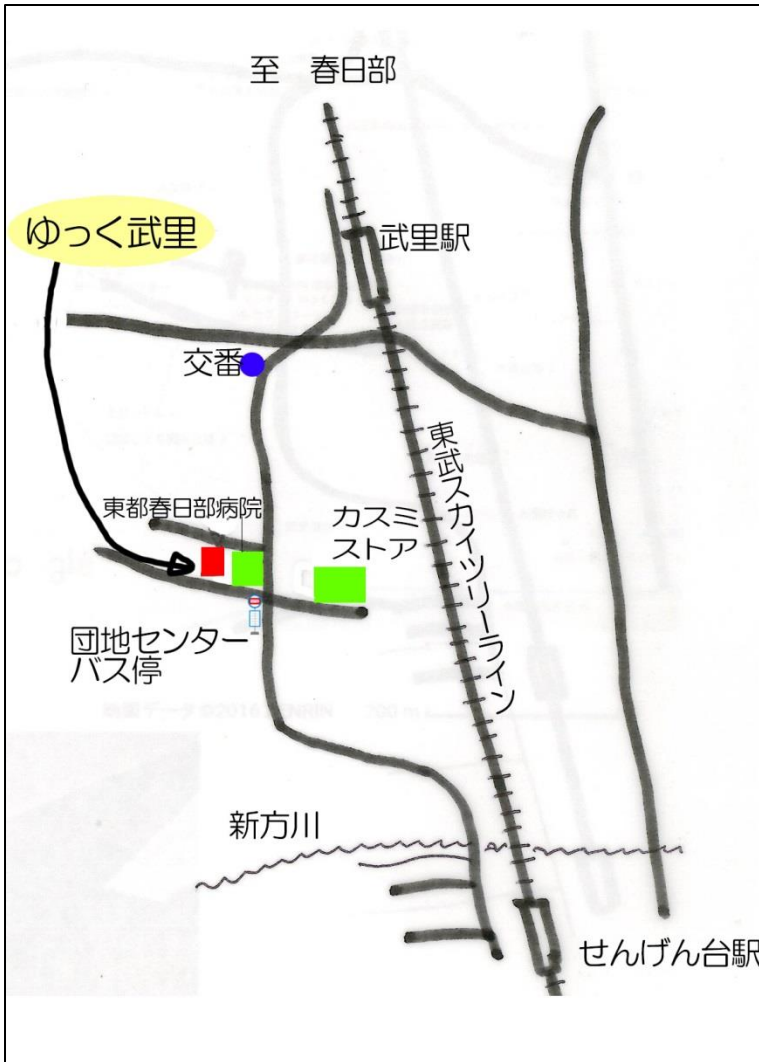 至 春日部
ゆっく武里
武里駅
交番
東武スカイツリーライン
東都春日部病院
カスミ
ストア
団地センター
バス停
新方川
せんげん台駅